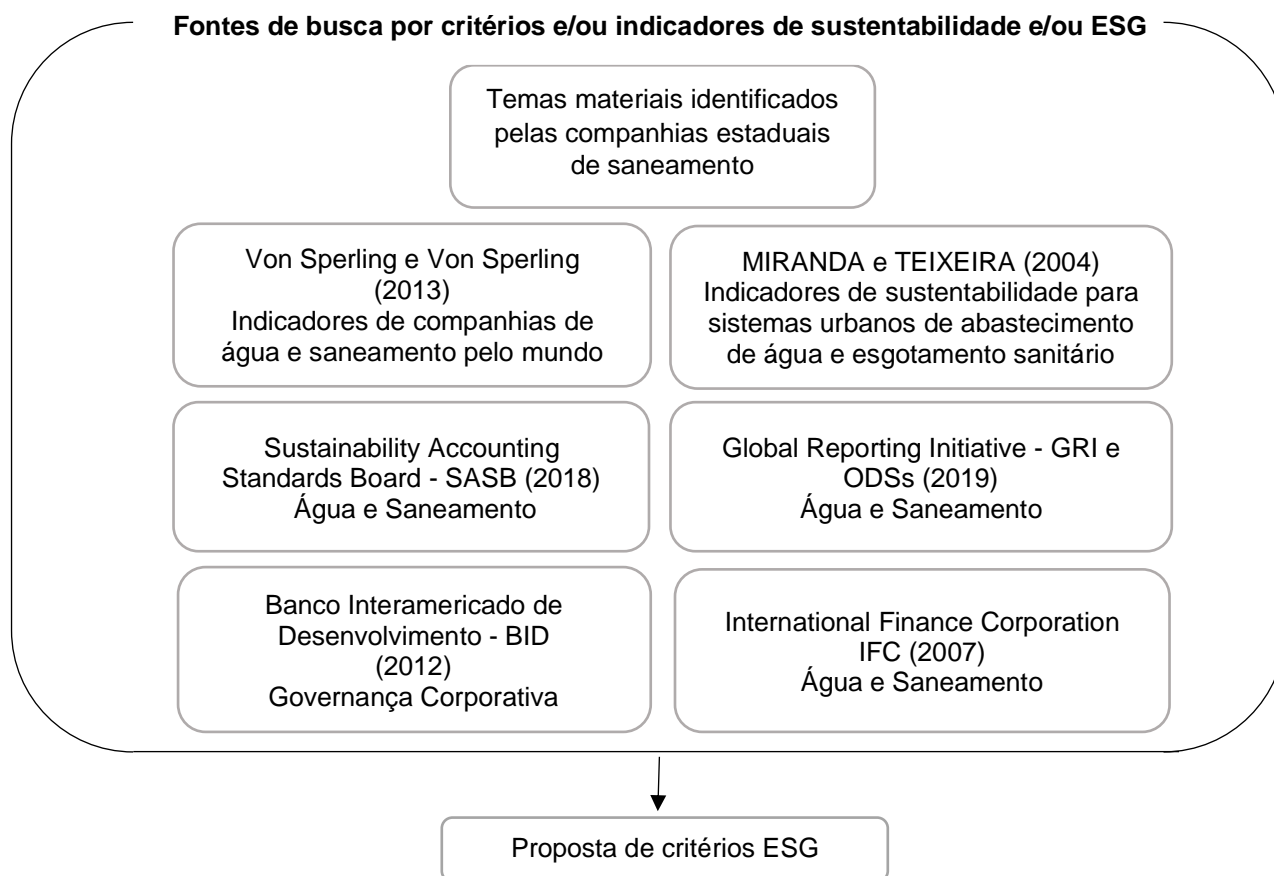 Fontes de busca por critérios e/ou indicadores de sustentabilidade e/ou ESG
Temas materiais identificados
pelas companhias estaduais
de saneamento
Von Sperling e Von Sperling
(2013)
Indicadores de companhias de
água e saneamento pelo mundo
MIRANDA e TEIXEIRA (2004)
Indicadores de sustentabilidade para
sistemas urbanos de abastecimento
de água e esgotamento sanitário
Sustainability Accounting
Standards Board - SASB (2018)
Água e Saneamento
Global Reporting Initiative - GRI e
ODSs (2019)
Água e Saneamento
Banco Interamericado de
Desenvolvimento - BID
(2012)
Governança Corporativa
International Finance Corporation
IFC (2007)
Água e Saneamento
Proposta de critérios ESG